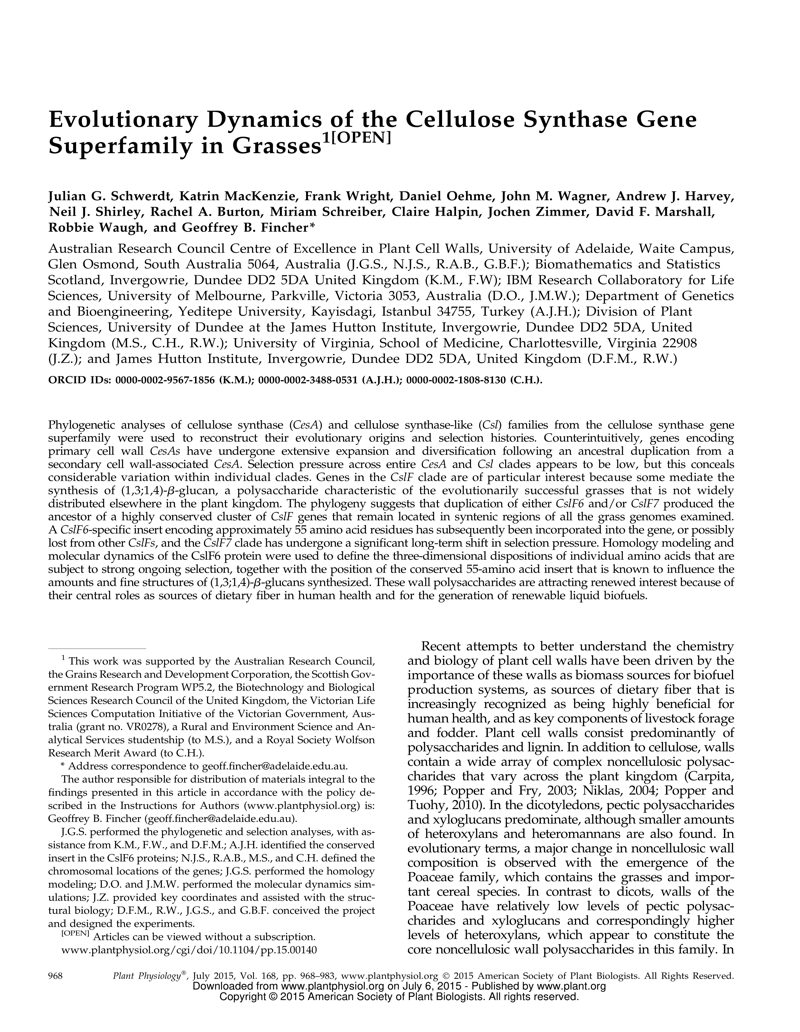 Evolutionary Dynamics of the Cellulose Synthase Gene
Superfamily in Grasses1[OPEN]
Julian G. Schwerdt, Katrin MacKenzie, Frank Wright, Daniel Oehme, John M. Wagner, Andrew J. Harvey,
Neil J. Shirley, Rachel A. Burton, Miriam Schreiber, Claire Halpin, Jochen Zimmer, David F. Marshall,
Robbie Waugh, and Geoffrey B. Fincher*
Australian Research Council Centre of Excellence in Plant Cell Walls, University of Adelaide, Waite Campus,
Glen Osmond, South Australia 5064, Australia (J.G.S., N.J.S., R.A.B., G.B.F.); Biomathematics and Statistics
Scotland, Invergowrie, Dundee DD2 5DA United Kingdom (K.M., F.W); IBM Research Collaboratory for Life
Sciences, University of Melbourne, Parkville, Victoria 3053, Australia (D.O., J.M.W.); Department of Genetics
and Bioengineering, Yeditepe University, Kayisdagi, Istanbul 34755, Turkey (A.J.H.); Division of Plant
Sciences, University of Dundee at the James Hutton Institute, Invergowrie, Dundee DD2 5DA, United
Kingdom (M.S., C.H., R.W.); University of Virginia, School of Medicine, Charlottesville, Virginia 22908
(J.Z.); and James Hutton Institute, Invergowrie, Dundee DD2 5DA, United Kingdom (D.F.M., R.W.)
ORCID IDs: 0000-0002-9567-1856 (K.M.); 0000-0002-3488-0531 (A.J.H.); 0000-0002-1808-8130 (C.H.).
Phylogenetic analyses of cellulose synthase (CesA) and cellulose synthase-like (Csl) families from the cellulose synthase gene
superfamily were used to reconstruct their evolutionary origins and selection histories. Counterintuitively, genes encoding
primary cell wall CesAs have undergone extensive expansion and diversification following an ancestral duplication from a
secondary cell wall-associated CesA. Selection pressure across entire CesA and Csl clades appears to be low, but this conceals
considerable variation within individual clades. Genes in the CslF clade are of particular interest because some mediate the
synthesis of (1,3;1,4)-β-glucan, a polysaccharide characteristic of the evolutionarily successful grasses that is not widely
distributed elsewhere in the plant kingdom. The phylogeny suggests that duplication of either CslF6 and/or CslF7 produced the
ancestor of a highly conserved cluster of CslF genes that remain located in syntenic regions of all the grass genomes examined.
A CslF6-specific insert encoding approximately 55 amino acid residues has subsequently been incorporated into the gene, or possibly
lost from other CslFs, and the CslF7 clade has undergone a significant long-term shift in selection pressure. Homology modeling and
molecular dynamics of the CslF6 protein were used to define the three-dimensional dispositions of individual amino acids that are
subject to strong ongoing selection, together with the position of the conserved 55-amino acid insert that is known to influence the
amounts and fine structures of (1,3;1,4)-β-glucans synthesized. These wall polysaccharides are attracting renewed interest because of
their central roles as sources of dietary fiber in human health and for the generation of renewable liquid biofuels.
1 This work was supported by the Australian Research Council,
the Grains Research and Development Corporation, the Scottish Gov-
ernment Research Program WP5.2, the Biotechnology and Biological
Sciences Research Council of the United Kingdom, the Victorian Life
Sciences Computation Initiative of the Victorian Government, Aus-
tralia (grant no. VR0278), a Rural and Environment Science and An-
alytical Services studentship (to M.S.), and a Royal Society Wolfson
Research Merit Award (to C.H.).
* Address correspondence to geoff.fincher@adelaide.edu.au.
The author responsible for distribution of materials integral to the
findings presented in this article in accordance with the policy de-
scribed in the Instructions for Authors (www.plantphysiol.org) is:
Geoffrey B. Fincher (geoff.fincher@adelaide.edu.au).
J.G.S. performed the phylogenetic and selection analyses, with as-
sistance from K.M., F.W., and D.F.M.; A.J.H. identified the conserved
insert in the CslF6 proteins; N.J.S., R.A.B., M.S., and C.H. defined the
chromosomal locations of the genes; J.G.S. performed the homology
modeling; D.O. and J.M.W. performed the molecular dynamics sim-
ulations; J.Z. provided key coordinates and assisted with the struc-
tural biology; D.F.M., R.W., J.G.S., and G.B.F. conceived the project
and designed the experiments.
[OPEN] Articles can be viewed without a subscription.
www.plantphysiol.org/cgi/doi/10.1104/pp.15.00140
Recent attempts to better understand the chemistry
and biology of plant cell walls have been driven by the
importance of these walls as biomass sources for biofuel
production systems, as sources of dietary fiber that is
increasingly recognized as being highly beneficial for
human health, and as key components of livestock forage
and fodder. Plant cell walls consist predominantly of
polysaccharides and lignin. In addition to cellulose, walls
contain a wide array of complex noncellulosic polysac-
charides that vary across the plant kingdom (Carpita,
1996; Popper and Fry, 2003; Niklas, 2004; Popper and
Tuohy, 2010). In the dicotyledons, pectic polysaccharides
and xyloglucans predominate, although smaller amounts
of heteroxylans and heteromannans are also found. In
evolutionary terms, a major change in noncellulosic wall
composition is observed with the emergence of the
Poaceae family, which contains the grasses and impor-
tant cereal species. In contrast to dicots, walls of the
Poaceae have relatively low levels of pectic polysac-
charides and xyloglucans and correspondingly higher
levels of heteroxylans, which appear to constitute the
core noncellulosic wall polysaccharides in this family. In
968 Plant Physiology®, July 2015, Vol. 168, pp. 968–983, www.plantphysiol.org © 2015 American Society of Plant Biologists. All Rights Reserved.
Downloaded from www.plantphysiol.org on July 6, 2015 - Published by www.plant.org
Copyright © 2015 American Society of Plant Biologists. All rights reserved.